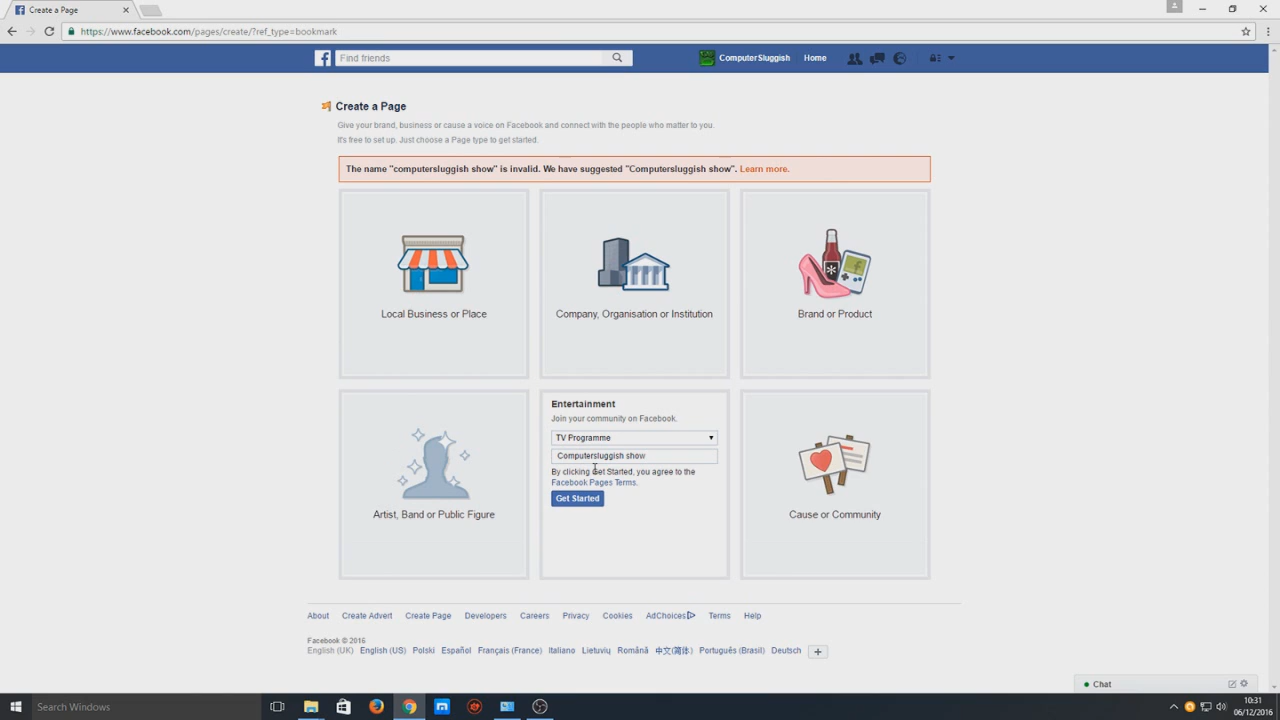 Create a Page
https://www.facebook.com/pages/create/?ref_type=bookmark
Find friends
ComputerSluggish
Home
Create a Page
Give your brand, business or cause a voice on Facebook and connect with the people who matter to you.
It's free to set up. Just choose a Page type to get started.
The name "computersluggish show" is invalid. We have suggested "Computersluggish show". Learn more.
Local Business or Place
Company, Organisation or Institution
Brand or Product
Artist, Band or Public Figure
Entertainment
Join your community on Facebook.
TV Programme
Computersluggish show
By clicking Get Started, you agree to the
Facebook Pages Terms.
Get Started
Cause or Community
About Create Advert Create Page Developers Careers Privacy Cookies AdChoices Terms Help
Facebook © 2016
English (UK) English (US) Polski Español Français (France) Italiano Lietuvių Română 中文(简体) Português (Brasil) Deutsch
Chat
Search Windows
10:31
06/12/2016